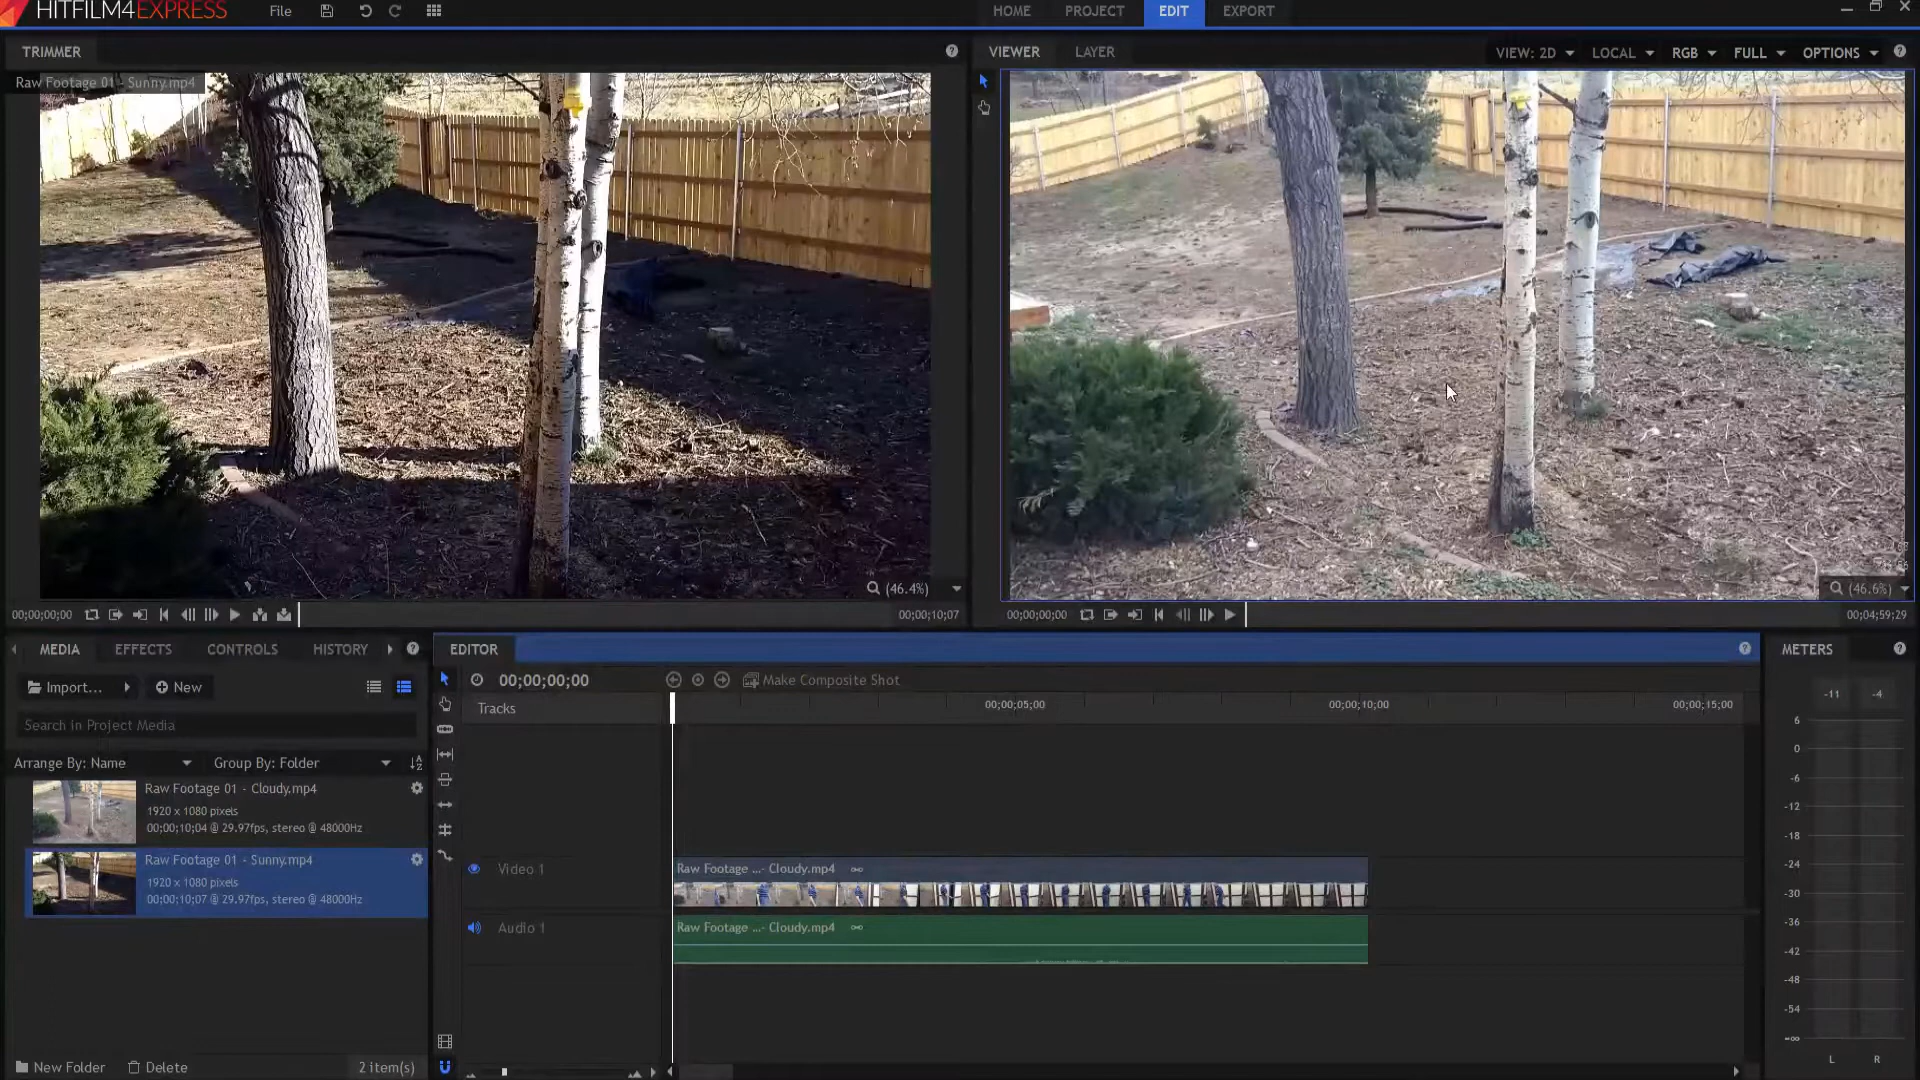 HITFILM4EXPRESS File HOME PROJECT EDIT EXPORT
TRIMMER
Raw Footage 01 - Sunny.mp4
(46.4%)
00;00;00;00
00;00;10;07
VIEWER LAYER VIEW: 2D LOCAL RGB FULL OPTIONS
(46.6%)
00;00;00;00
00;04;59;29
MEDIA EFFECTS CONTROLS HISTORY
Import... New
Search in Project Media
Arrange By: Name Group By: Folder
Raw Footage 01 - Cloudy.mp4
1920 x 1080 pixels
00;00;10;04 @ 29.97fps, stereo @ 48000Hz
Raw Footage 01 - Sunny.mp4
1920 x 1080 pixels
00;00;10;07 @ 29.97fps, stereo @ 48000Hz
New Folder Delete 2 item(s)
EDITOR
00;00;00;00 Make Composite Shot
Tracks 00;00;05;00 00;00;10;00 00;00;15;00
Video 1 Raw Footage ...- Cloudy.mp4
Audio 1 Raw Footage ...- Cloudy.mp4
METERS
-11 -4
6
0
-6
-12
-18
-24
-30
-36
-42
-48
-54
-∞
L R